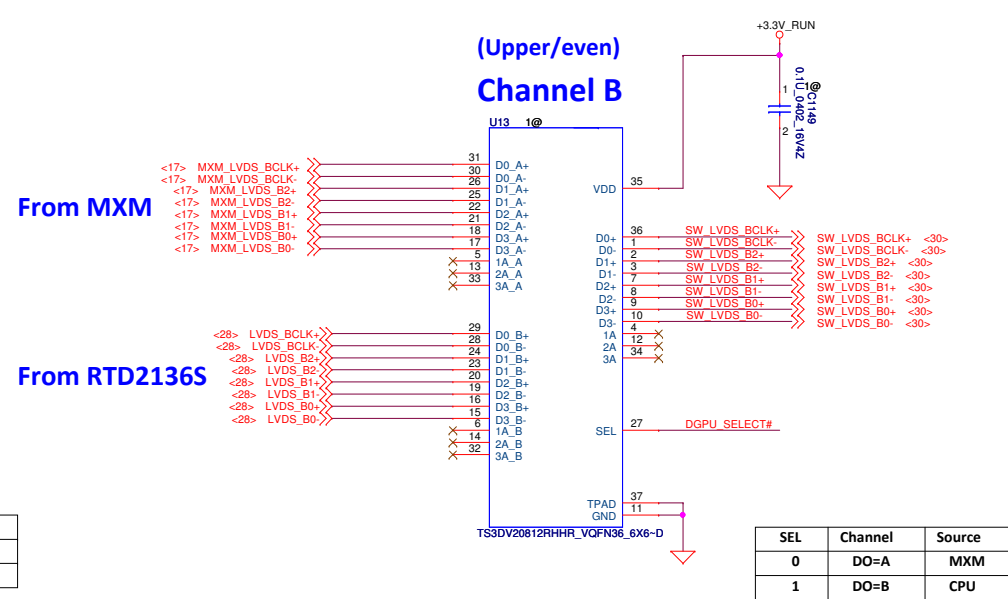 +3.3V_RUN
(Upper/even)
Channel B
1
1@
2
C1149
0.1U_0402_16V4Z
U13 1@
From MXM
<17> MXM_LVDS_BCLK+ 31 D0_A+
<17> MXM_LVDS_BCLK- 30 D0_A-
<17> MXM_LVDS_B2+ 26 D1_A+
<17> MXM_LVDS_B2- 25 D1_A-
<17> MXM_LVDS_B1+ 22 D2_A+
<17> MXM_LVDS_B1- 21 D2_A-
<17> MXM_LVDS_B0+ 18 D3_A+
<17> MXM_LVDS_B0- 17 D3_A-
5 1A_A
13 2A_A
33 3A_A
VDD 35
D0+ 36 SW_LVDS_BCLK+ SW_LVDS_BCLK+ <30>
D0- 1 SW_LVDS_BCLK- SW_LVDS_BCLK- <30>
D1+ 2 SW_LVDS_B2+ SW_LVDS_B2+ <30>
D1- 3 SW_LVDS_B2- SW_LVDS_B2- <30>
D2+ 7 SW_LVDS_B1+ SW_LVDS_B1+ <30>
D2- 8 SW_LVDS_B1- SW_LVDS_B1- <30>
D3+ 9 SW_LVDS_B0+ SW_LVDS_B0+ <30>
D3- 10 SW_LVDS_B0- SW_LVDS_B0- <30>
1A 4
2A 12
3A 34
From RTD2136S
<28> LVDS_BCLK+ 29 D0_B+
<28> LVDS_BCLK- 28 D0_B-
<28> LVDS_B2+ 24 D1_B+
<28> LVDS_B2- 23 D1_B-
<28> LVDS_B1+ 20 D2_B+
<28> LVDS_B1- 19 D2_B-
<28> LVDS_B0+ 16 D3_B+
<28> LVDS_B0- 15 D3_B-
6 1A_B
14 2A_B
32 3A_B
SEL 27 DGPU_SELECT#
TPAD 37
GND 11
TS3DV20812RHHR_VQFN36_6X6~D
SEL Channel Source
0 DO=A MXM
1 DO=B CPU